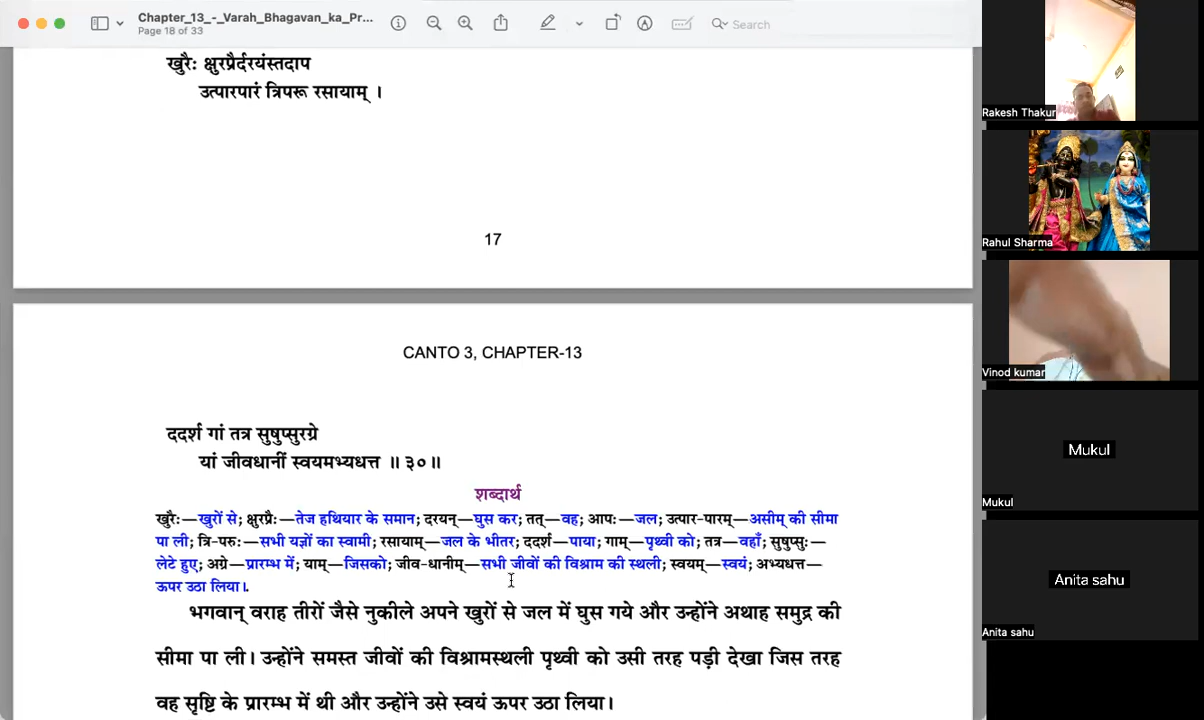 Chapter_13_-_Varah_Bhagavan_ka_Pr...
Page 18 of 33
Search
खुरैः क्षुरप्रैर्दरयंस्तदाप
उत्पारपारं त्रिपरू रसायाम् ।
17
CANTO 3, CHAPTER-13
ददर्श गां तत्र सुषुप्सुरग्रे
यां जीवधानीं स्वयमभ्यधत्त ॥ ३०॥
शब्दार्थ
खुरैः—खुरों से; क्षुरप्रैः—तेज हथियार के समान; दरयन्—घुस कर; तत्—वह; आपः—जल; उत्पार-पारम्—असीम् की सीमा
पा ली; त्रि-परुः—सभी यज्ञों का स्वामी; रसायाम्—जल के भीतर; ददर्श—पाया; गाम्—पृथ्वी को; तत्र—वहाँ; सुषुप्सुः—
लेटे हुए; अग्रे—प्रारम्भ में; याम्—जिसको; जीव-धानीम्—सभी जीवों की विश्राम की स्थली; स्वयम्—स्वयं; अभ्यधत्त—
ऊपर उठा लिया।.
भगवान् वराह तीरों जैसे नुकीले अपने खुरों से जल में घुस गये और उन्होंने अथाह समुद्र की
सीमा पा ली। उन्होंने समस्त जीवों की विश्रामस्थली पृथ्वी को उसी तरह पड़ी देखा जिस तरह
वह सृष्टि के प्रारम्भ में थी और उन्होंने उसे स्वयं ऊपर उठा लिया।
Rakesh Thakur
Rahul Sharma
Vinod kumar
Mukul
Mukul
Anita sahu
Anita sahu